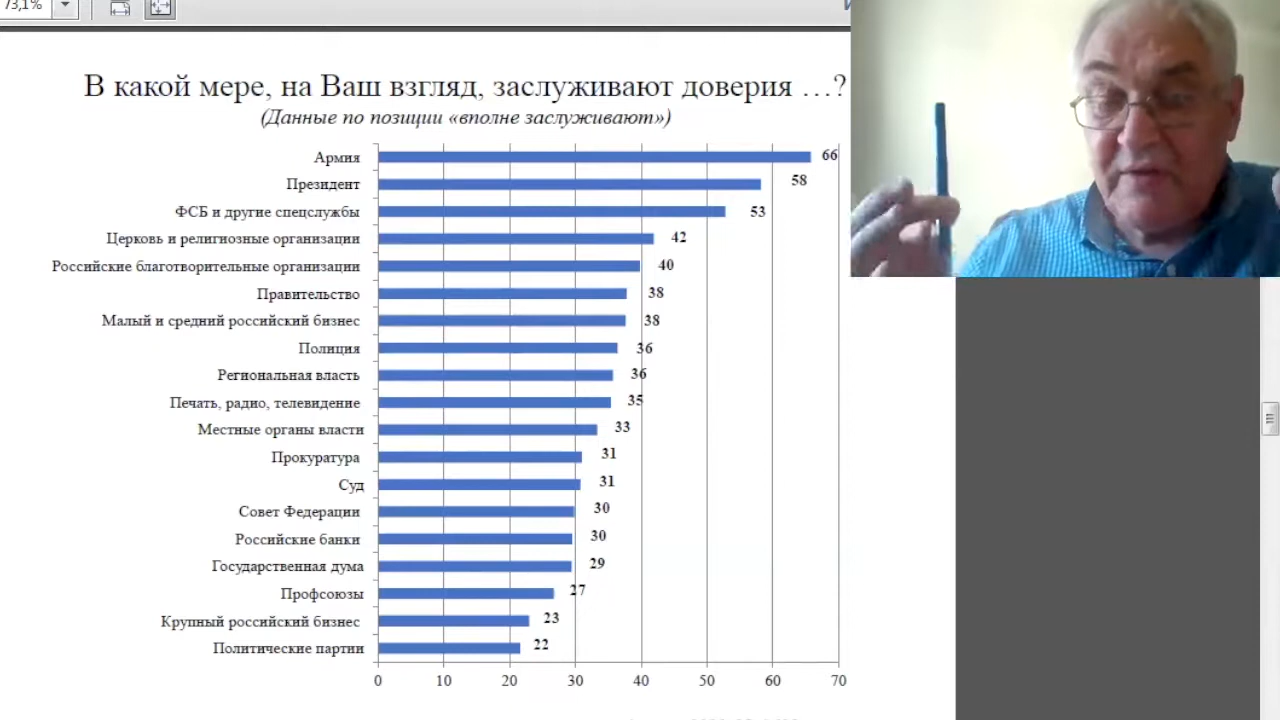 73,1%
В какой мере, на Ваш взгляд, заслуживают доверия …?
(Данные по позиции «вполне заслуживают»)
Армия 66
Президент 58
ФСБ и другие спецслужбы 53
Церковь и религиозные организации 42
Российские благотворительные организации 40
Правительство 38
Малый и средний российский бизнес 38
Полиция 36
Региональная власть 36
Печать, радио, телевидение 35
Местные органы власти 33
Прокуратура 31
Суд 31
Совет Федерации 30
Российские банки 30
Государственная дума 29
Профсоюзы 27
Крупный российский бизнес 23
Политические партии 22
0 10 20 30 40 50 60 70